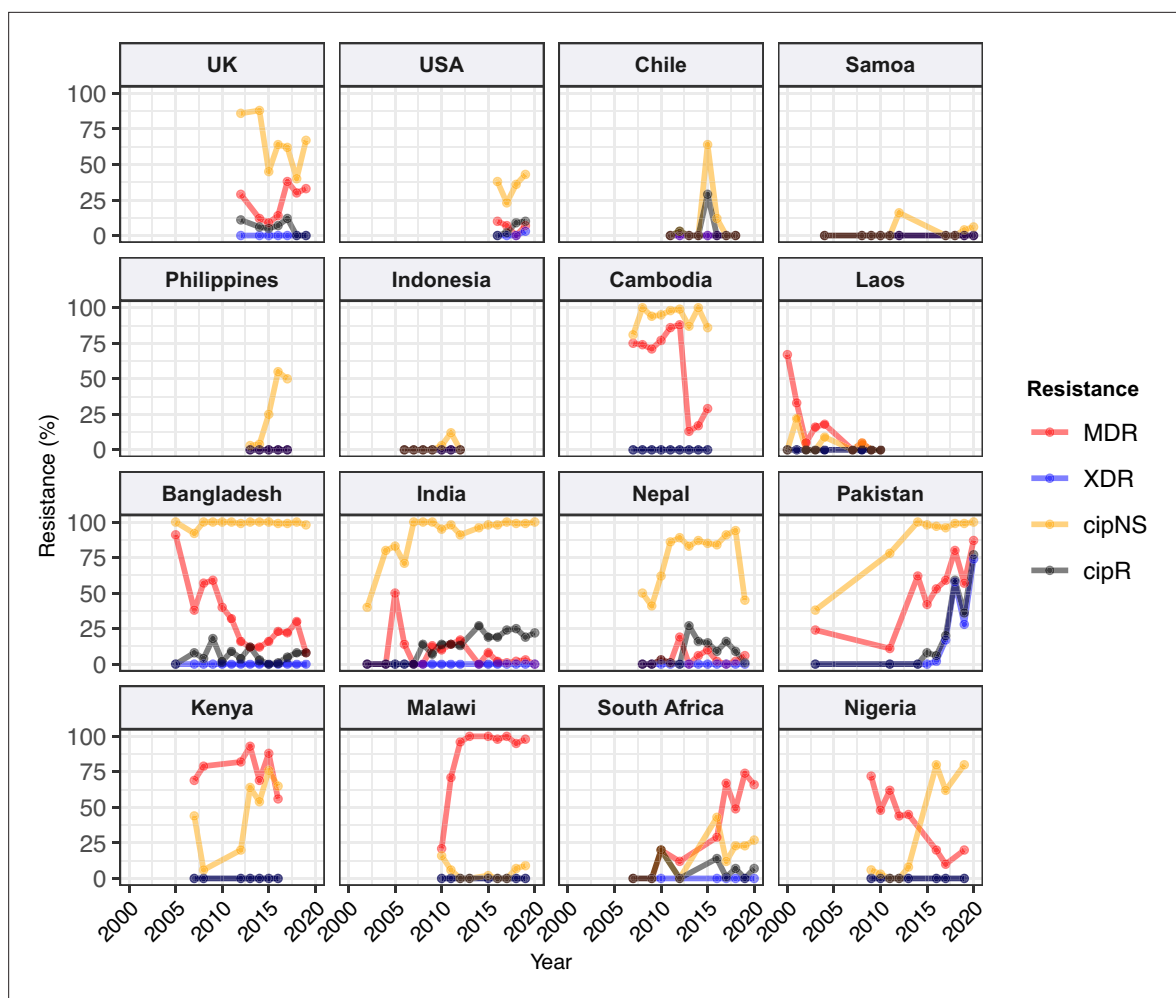 UK USA Chile Samoa
100
75
50
25
0
Philippines Indonesia Cambodia Laos
100
75
50
25
0
Bangladesh India Nepal Pakistan
100
75
50
25
0
Kenya Malawi South Africa Nigeria
100
75
50
25
0
2000 2005 2010 2015 2020 2000 2005 2010 2015 2020 2000 2005 2010 2015 2020 2000 2005 2010 2015 2020
Year
Resistance (%)
Resistance
MDR
XDR
cipNS
cipR